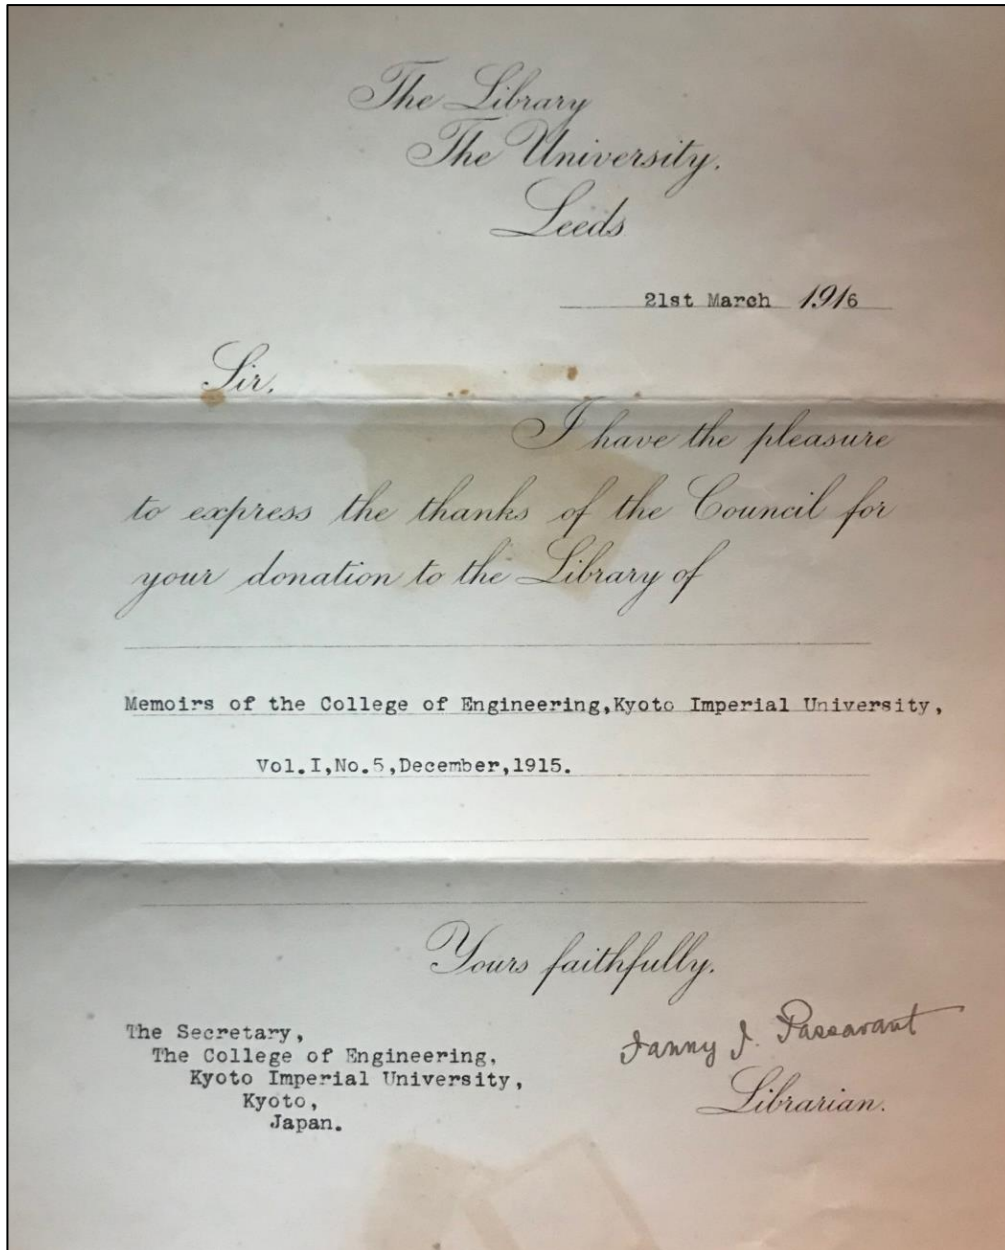 The Library
The University.
Leeds
21st March 1916
Sir,
I have the pleasure
to express the thanks of the Council for
your donation to the Library of
Memoirs of the College of Engineering,Kyoto Imperial University,
Vol.I,No.5,December,1915.
Yours faithfully.
The Secretary,
The College of Engineering,
Kyoto Imperial University,
Kyoto,
Japan.
Fanny J. Passavant
Librarian.